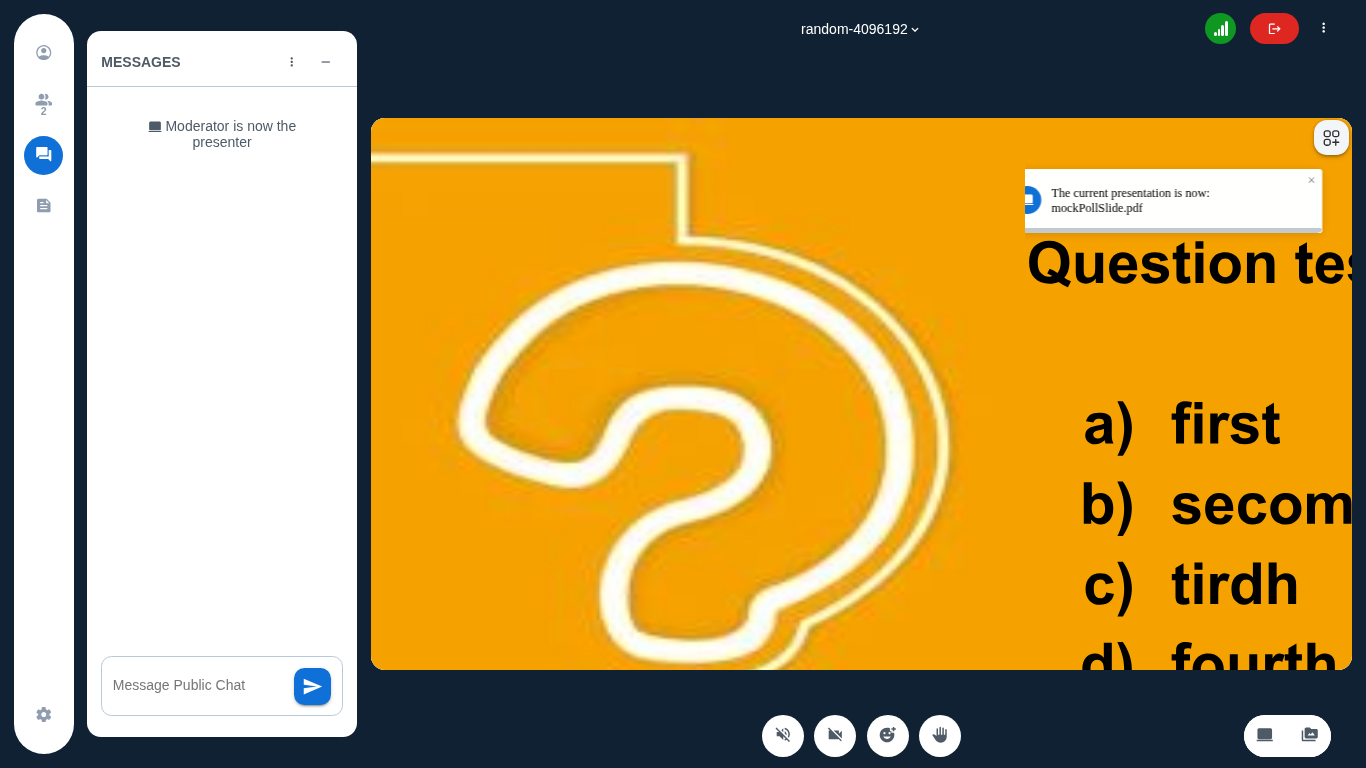 random-4096192
MESSAGES
2
Moderator is now the
presenter
Message Public Chat
The current presentation is now:
mockPollSlide.pdf
Question tes
a) first
b) secom
c) tirdh
d) fourth